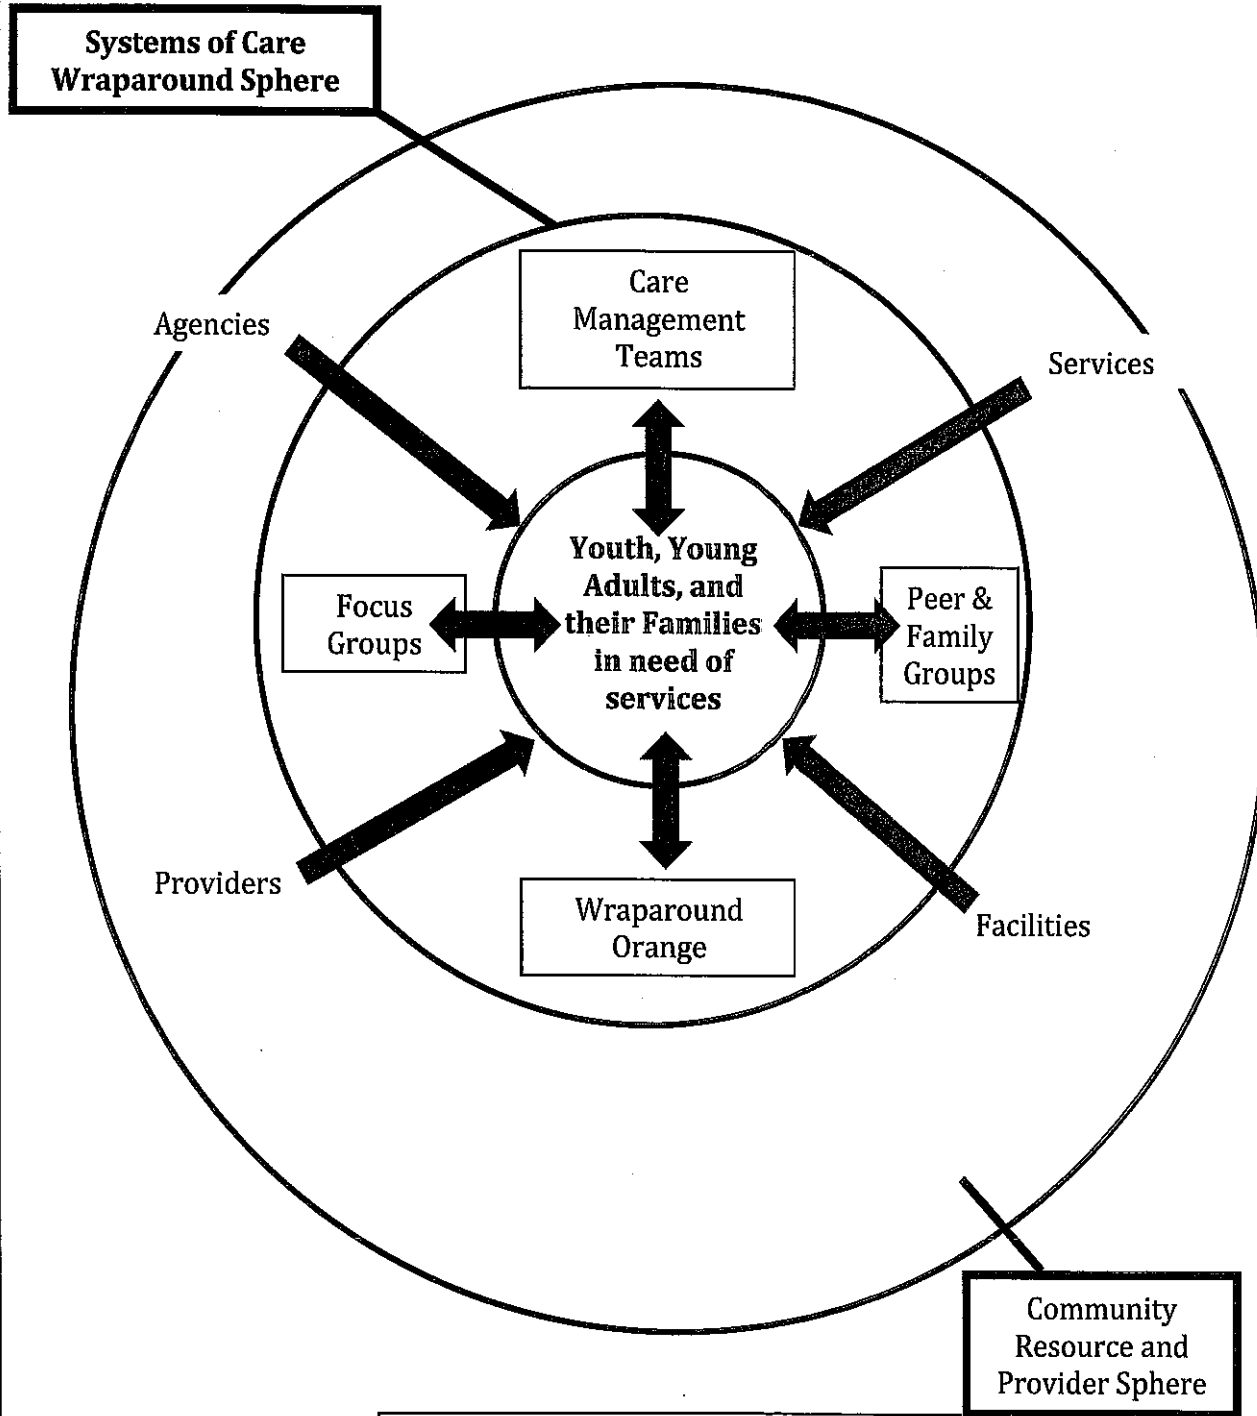 Systems of Care
Wraparound Sphere
Care
Management
Teams
Agencies
Services
Youth, Young
Adults, and
their Families
in need of
services
Focus
Groups
Peer &
Family
Groups
Providers
Wraparound
Orange
Facilities
Community
Resource and
Provider Sphere